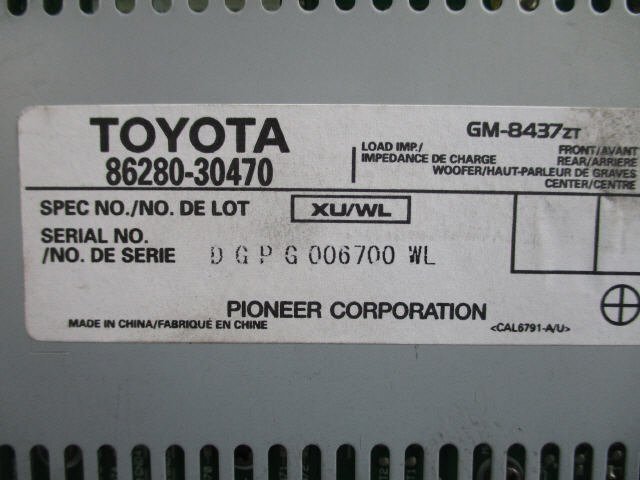 TOYOTA
86280-30470
GM-8437ZT
LOAD IMP./
IMPEDANCE DE CHARGE
FRONT/AVANT
REAR/ARRIERE
WOOFER/HAUT-PARLEUR DE GRAVES
CENTER/CENTRE
SPEC NO./NO. DE LOT
XU/WL
SERIAL NO.
/NO. DE SERIE
D G P G 006700 WL
PIONEER CORPORATION
MADE IN CHINA/FABRIQUÉ EN CHINE
<CAL6791-A/U>